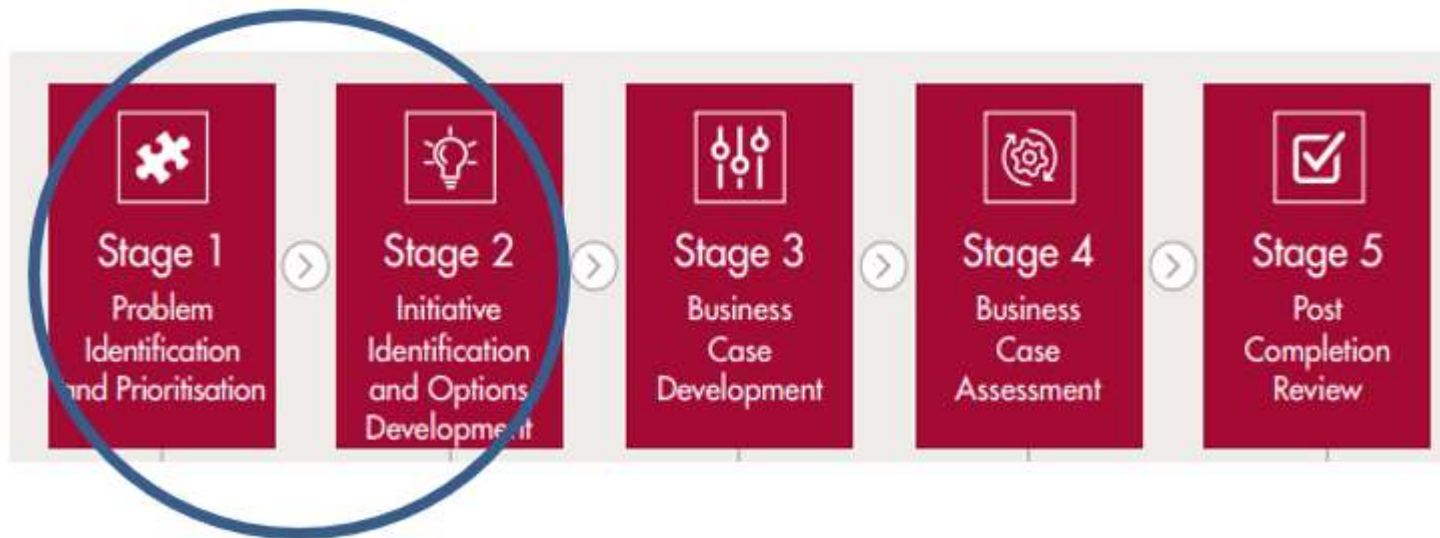 Stage 1
Problem
Identification
and Prioritisation
Stage 2
Initiative
Identification
and Options
Development
Stage 3
Business
Case
Development
Stage 4
Business
Case
Assessment
Stage 5
Post
Completion
Review